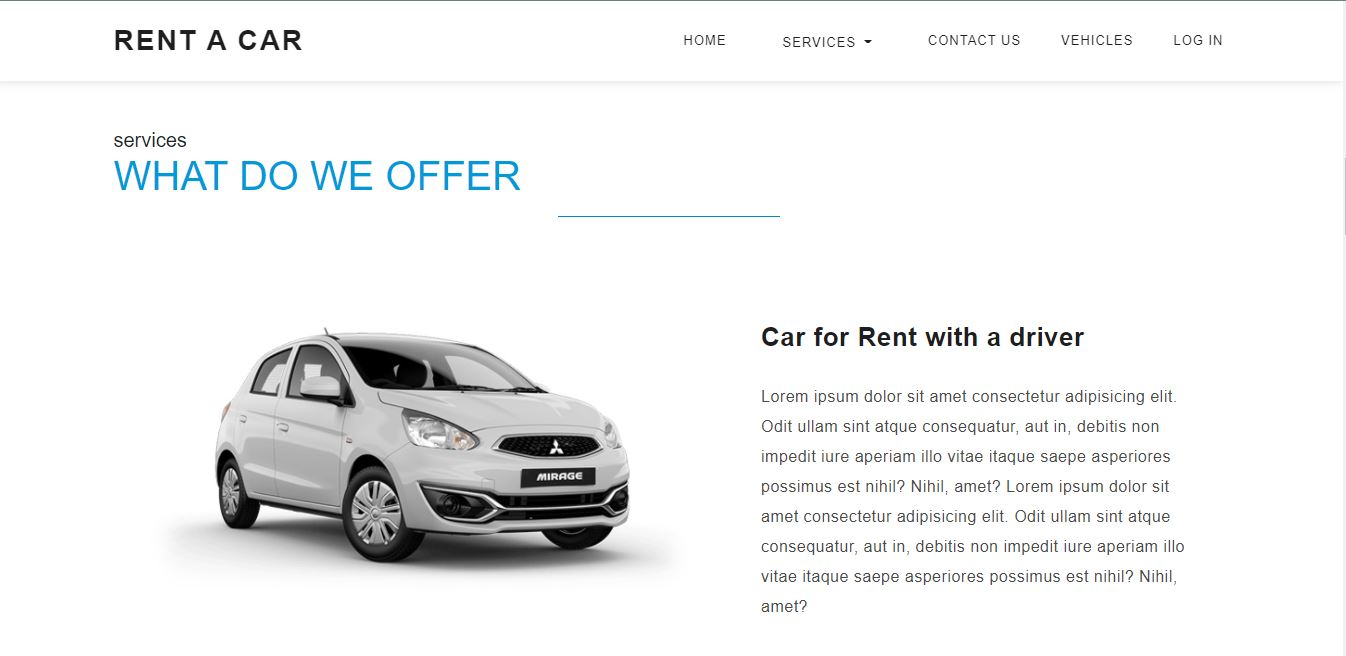 RENT A CAR
HOME SERVICES CONTACT US VEHICLES LOG IN
services
WHAT DO WE OFFER
MIRAGE
Car for Rent with a driver
Lorem ipsum dolor sit amet consectetur adipisicing elit.
Odit ullam sint atque consequatur, aut in, debitis non
impedit iure aperiam illo vitae itaque saepe asperiores
possimus est nihil? Nihil, amet? Lorem ipsum dolor sit
amet consectetur adipisicing elit. Odit ullam sint atque
consequatur, aut in, debitis non impedit iure aperiam illo
vitae itaque saepe asperiores possimus est nihil? Nihil,
amet?